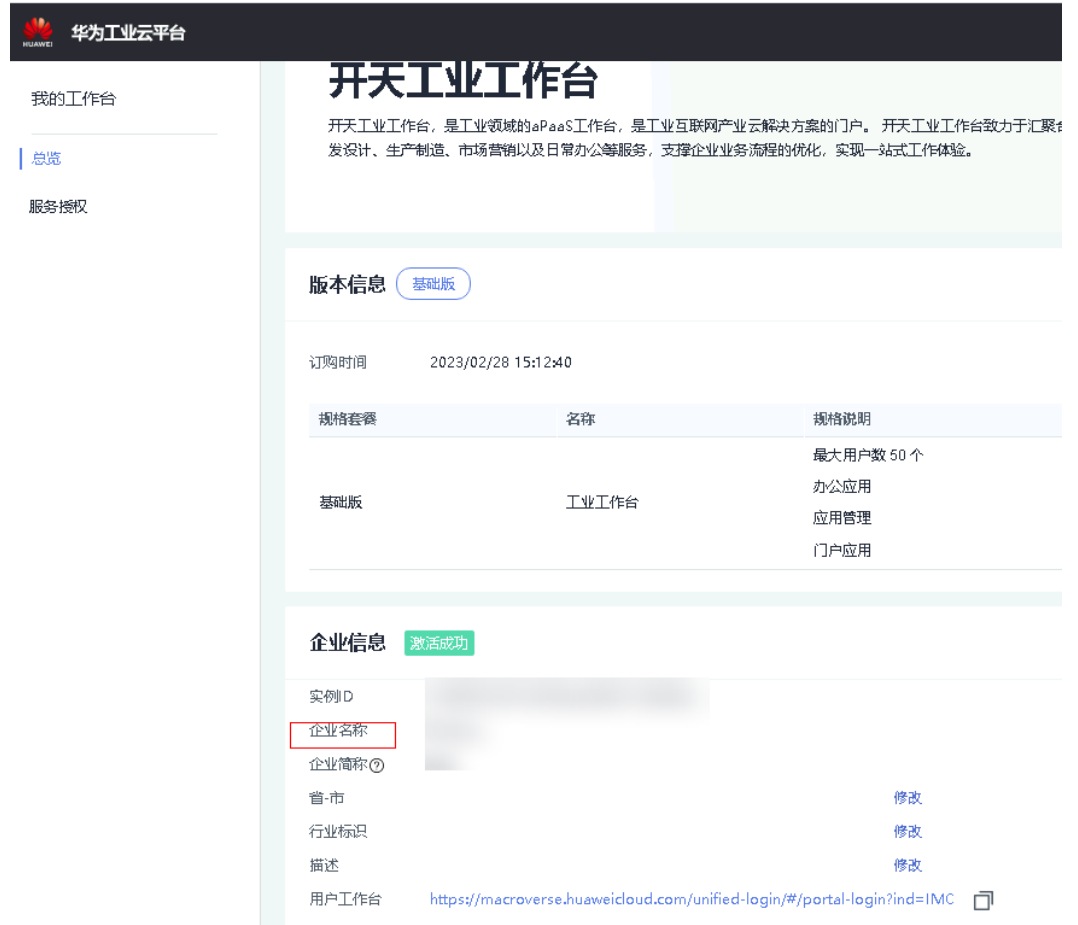 HUAWEI 华为工业云平台
开天工业工作台
我的工作台
开天工业工作台，是工业领域的aPaaS工作台，是工业互联网产业云解决方案的门户。 开天工业工作台致力于汇聚
发设计、生产制造、市场营销以及日常办公等服务，支撑企业业务流程的优化，实现一站式工作体验。
总览
服务授权
版本信息 基础版
订购时间 2023/02/28 15:12:40
规格套餐 名称 规格说明
最大用户数 50 个
办公应用
基础版 工业工作台
应用管理
门户应用
企业信息 激活成功
实例ID
企业名称
企业简称?
省-市 修改
行业标识 修改
描述 修改
用户工作台 https://macroverse.huaweicloud.com/unified-login/#/portal-login?ind=IMC